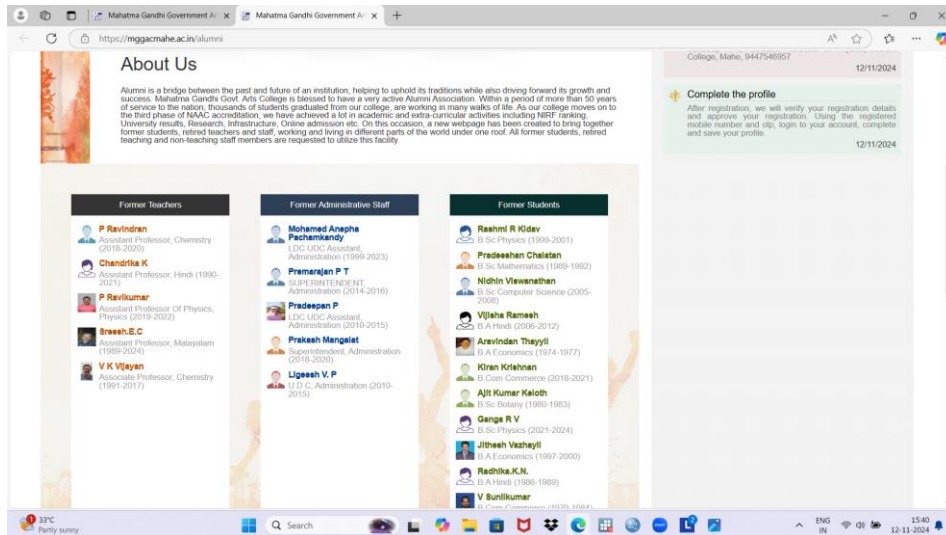 Mahatma Gandhi Government Ar
Mahatma Gandhi Government Ar
https://mggacmahe.ac.in/alumni
About Us
Alumni is a bridge between the past and future of an institution, helping to uphold its traditions while also driving forward its growth and
success. Mahatma Gandhi Govt. Arts College is blessed to have a very active Alumni Association. Within a period of more than 50 years
of service to the nation, thousands of students graduated from our college, are working in many walks of life. As our college moves on to
the third phase of NAAC accreditation, we have achieved a lot in academic and extra-curricular activities including NIRF ranking,
University results, Research, Infrastructure, Online admission etc. On this occasion, a new webpage has been created to bring together
former students, retired teachers and staff, working and living in different parts of the world under one roof. All former students, retired
teaching and non-teaching staff members are requested to utilize this facility.
College, Mahe, 9447546957
12/11/2024
Complete the profile
After registration, we will verify your registration details
and approve your registration. Using the registered
mobile number and otp, login to your account, complete
and save your profile.
12/11/2024
Former Teachers
P Ravindran
Assistant Professor, Chemistry
(2018-2020)
Chandrika K
Assistant Professor, Hindi (1990-
2021)
P Ravikumar
Assistant Professor Of Physics,
Physics (2019-2022)
Sreesh.E.C
Assistant Professor, Malayalam
(1989-2024)
V K Vijayan
Associate Professor, Chemistry
(1991-2017)
Former Administrative Staff
Mohamed Anepha
Pachamkandy
LDC UDC Assistant,
Administration (1999-2023)
Premarajan P T
SUPERINTENDENT,
Administration (2014-2016)
Pradeepan P
LDC UDC Assistant,
Administration (2010-2015)
Prakash Mangalat
Superintendent, Administration
(2018-2020)
Ligeesh V. P
U D C, Administration (2010-
2015)
Former Students
Rashmi R Kidav
B.Sc Physics (1999-2001)
Pradeeshan Chalatan
B.Sc Mathematics (1989-1992)
Nidhin Viswanathan
B.Sc Computer Science (2005-
2008)
Vijisha Ramesh
B.A Hindi (2006-2012)
Aravindan Thayyil
B.A Economics (1974-1977)
Kiran Krishnan
B.Com Commerce (2018-2021)
Ajit Kumar Keloth
B.Sc Botany (1980-1983)
Ganga R V
B.Sc Physics (2021-2024)
Jithesh Vazhayil
B.A Economics (1997-2000)
Radhika.K.N.
B.A Hindi (1986-1989)
V Sunilkumar
B.Com Commerce (1979-1984)
33°C
Partly sunny
Search
ENG
IN
15:40
12-11-2024